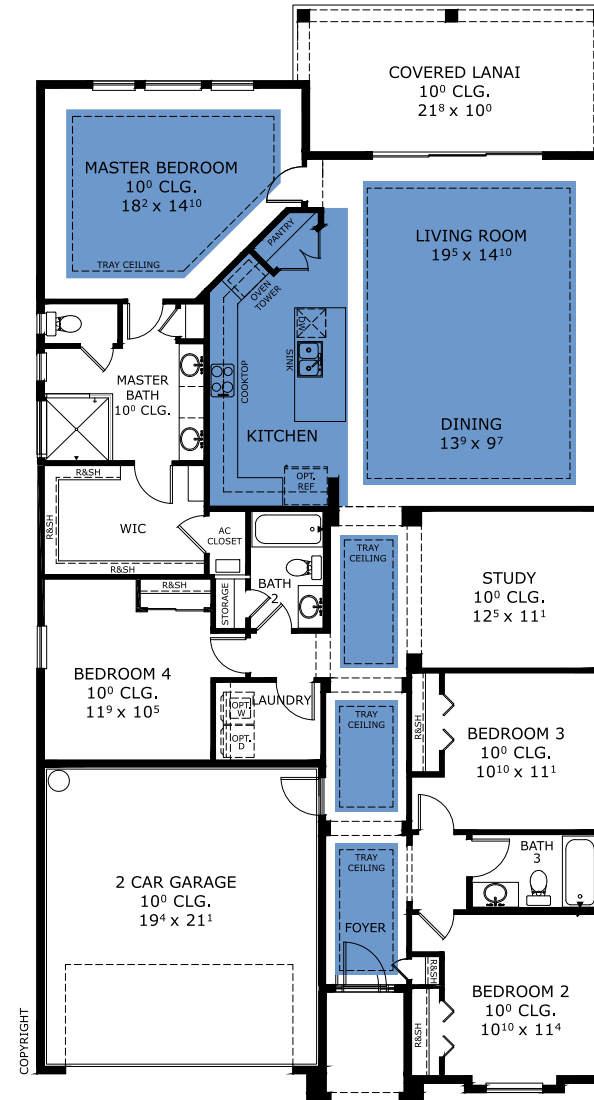 COVERED LANAI
10⁰ CLG.
21⁸ x 10⁰
MASTER BEDROOM
10⁰ CLG.
18² x 14¹⁰
TRAY CEILING
PANTRY
LIVING ROOM
19⁵ x 14¹⁰
OVEN
TOWER
DW
SINK
COOKTOP
KITCHEN
OPT.
REF
DINING
13⁹ x 9⁷
MASTER
BATH
10⁰ CLG.
R&SH
R&SH
WIC
R&SH
AC
CLOSET
BATH
2
STORAGE
TRAY
CEILING
STUDY
10⁰ CLG.
12⁵ x 11¹
R&SH
BEDROOM 4
10⁰ CLG.
11⁹ x 10⁵
LAUNDRY
OPT.
W
OPT.
D
TRAY
CEILING
R&SH
BEDROOM 3
10⁰ CLG.
10¹⁰ x 11¹
BATH
3
TRAY
CEILING
FOYER
2 CAR GARAGE
10⁰ CLG.
19⁴ x 21¹
R&SH
R&SH
BEDROOM 2
10⁰ CLG.
10¹⁰ x 11⁴
COPYRIGHT